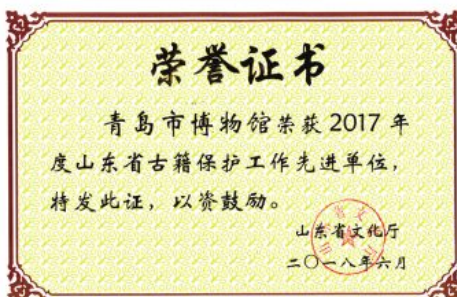 荣誉证书
青岛市博物馆荣获2017年
度山东省古籍保护工作先进单位，
特发此证，以资鼓励。
山东省文化厅
二〇一八年六月